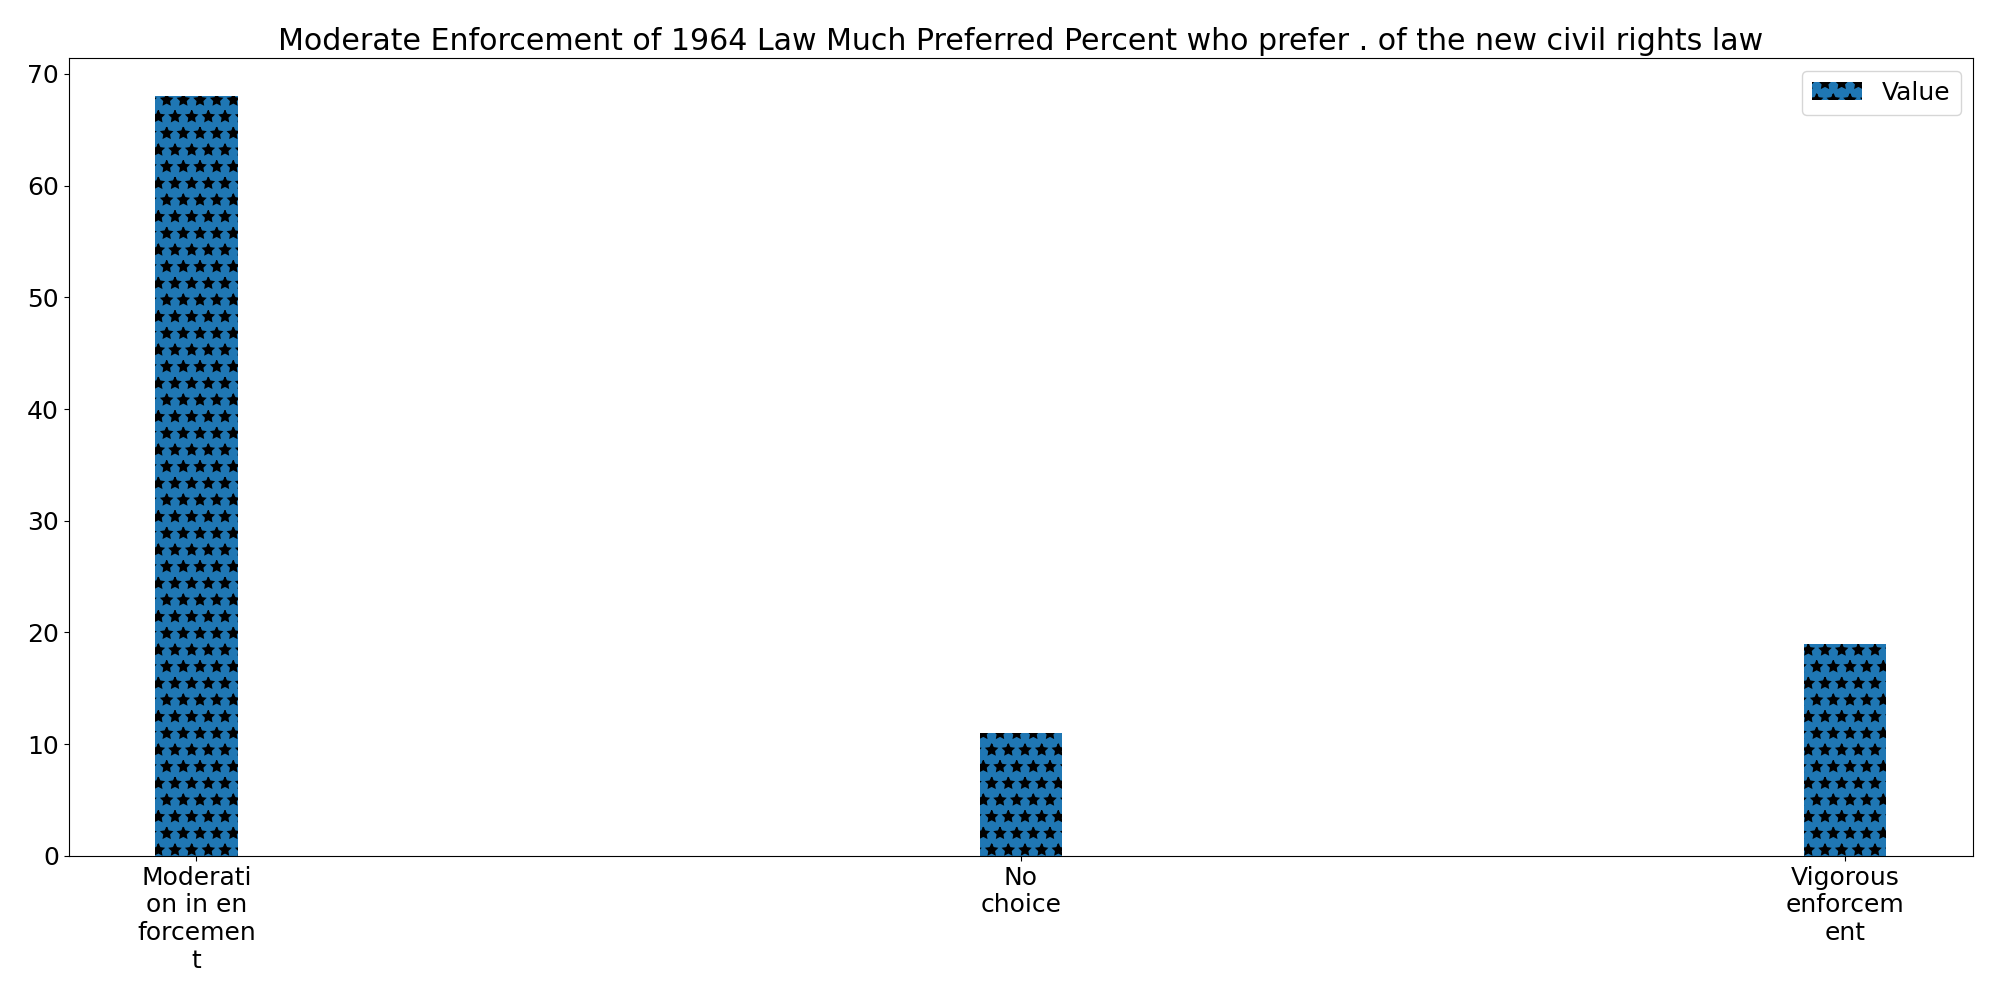 Moderate Enforcement of 1964 Law Much Preferred Percent who prefer . of the new civil rights law
70
60
50
40
30
20
10
0
Value
Moderati
on in en
forcemen
t
No
choice
Vigorous
enforcem
ent